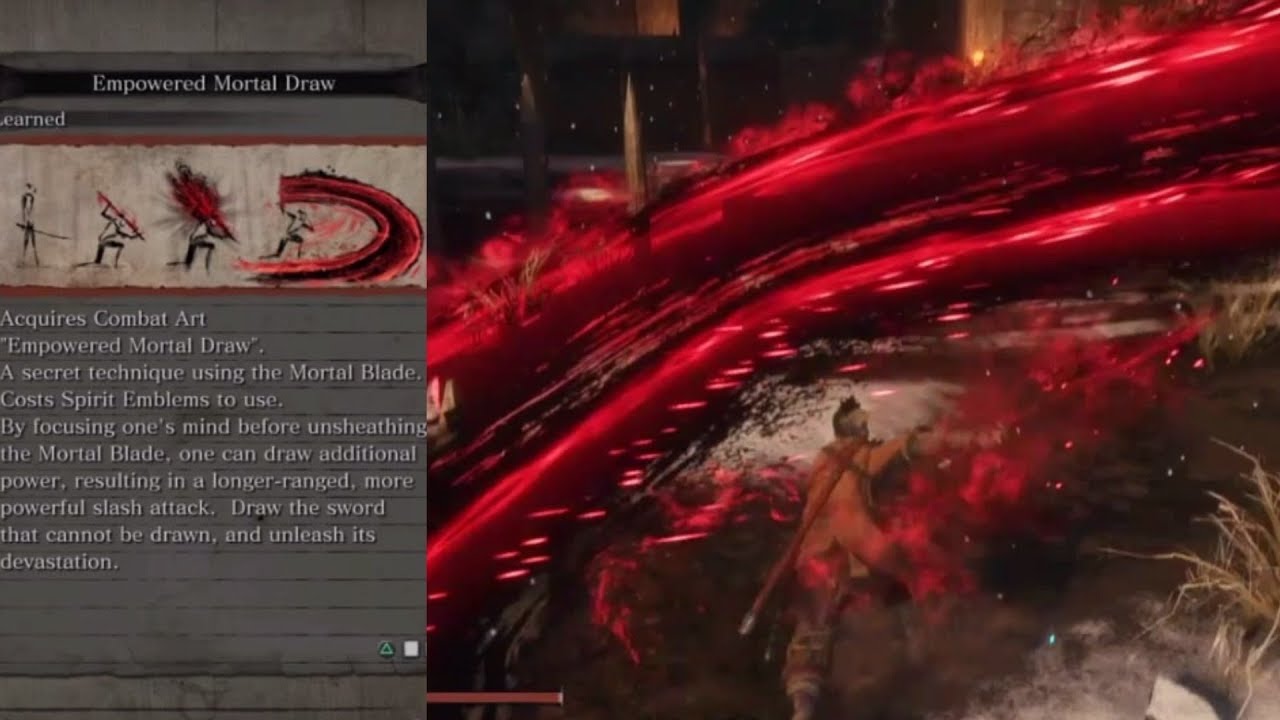 Empowered Mortal Draw
Learned
Acquires Combat Art
"Empowered Mortal Draw".
A secret technique using the Mortal Blade.
Costs Spirit Emblems to use.
By focusing one's mind before unsheathing
the Mortal Blade, one can draw additional
power, resulting in a longer-ranged, more
powerful slash attack. Draw the sword
that cannot be drawn, and unleash its
devastation.